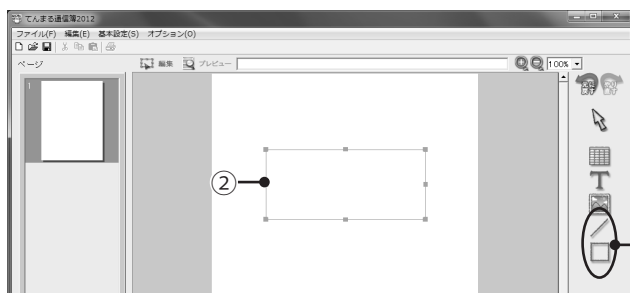 てんまる通信簿2012
ファイル(F) 編集(E) 基本設定(S) オプション(O)
ページ 編集 プレビュー 100%
1
T
②